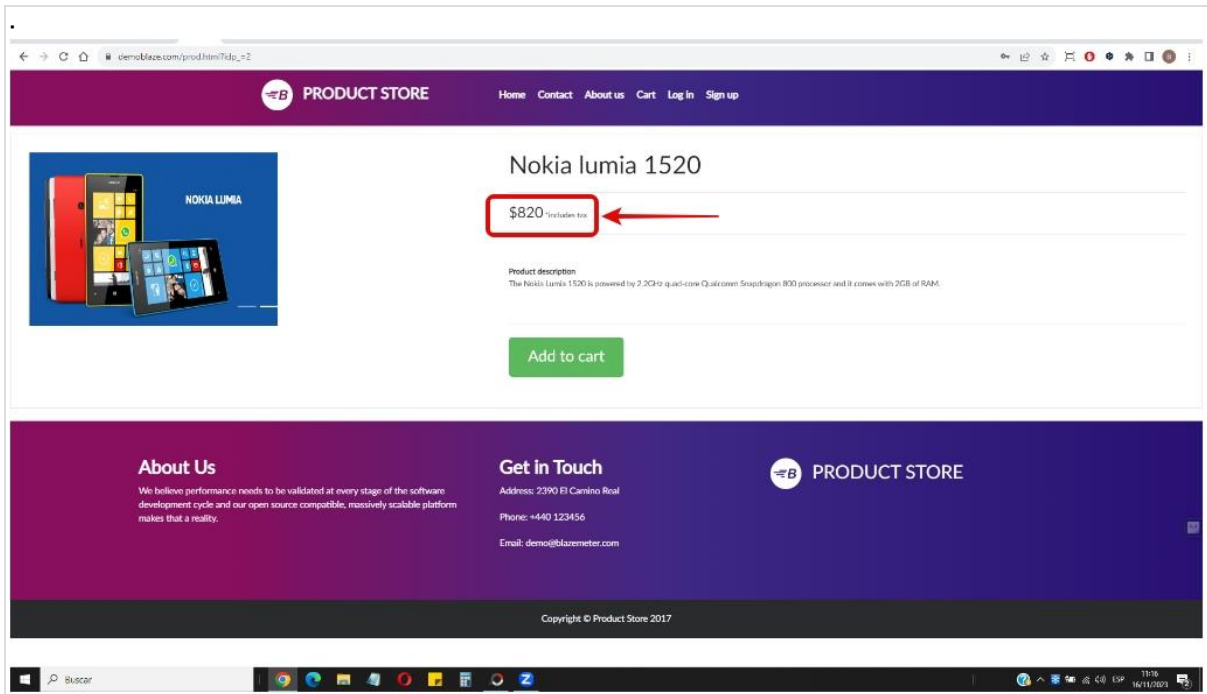 .
demoblaze.com/prod.html?idp_=2
PRODUCT STORE
Home Contact About us Cart Log in Sign up
NOKIA LUMIA
Nokia lumia 1520
$820 *includes tax
Product description
The Nokia Lumia 1520 is powered by 2.2GHz quad-core Qualcomm Snapdragon 800 processor and it comes with 2GB of RAM.
Add to cart
About Us
We believe performance needs to be validated at every stage of the software
development cycle and our open source compatible, massively scalable platform
makes that a reality.
Get in Touch
Address: 2390 El Camino Real
Phone: +440 123456
Email: demo@blazemeter.com
PRODUCT STORE
Copyright © Product Store 2017
Buscar
ESP
11:16
16/11/2023